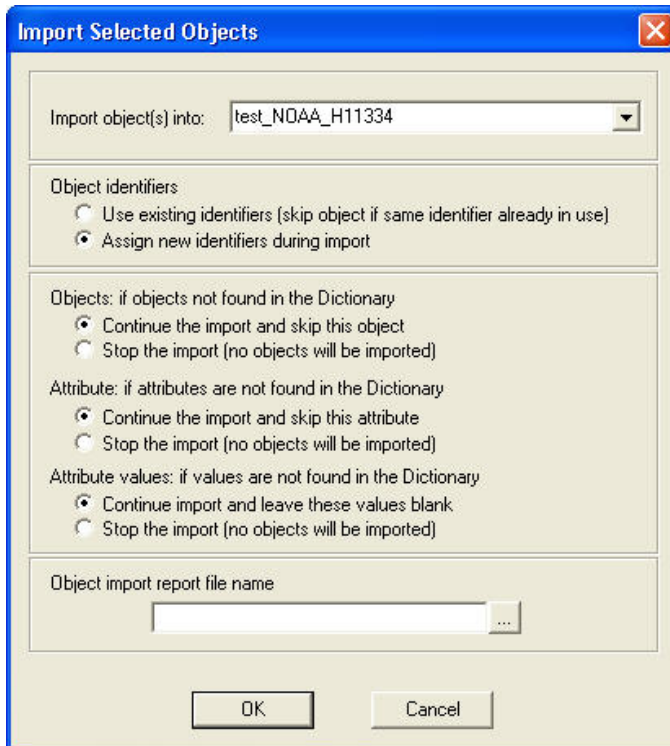 Import Selected Objects
Import object(s) into: test_NOAA_H11334
Object identifiers
Use existing identifiers (skip object if same identifier already in use)
Assign new identifiers during import
Objects: if objects not found in the Dictionary
Continue the import and skip this object
Stop the import (no objects will be imported)
Attribute: if attributes are not found in the Dictionary
Continue the import and skip this attribute
Stop the import (no objects will be imported)
Attribute values: if values are not found in the Dictionary
Continue import and leave these values blank
Stop the import (no objects will be imported)
Object import report file name
...
OK Cancel